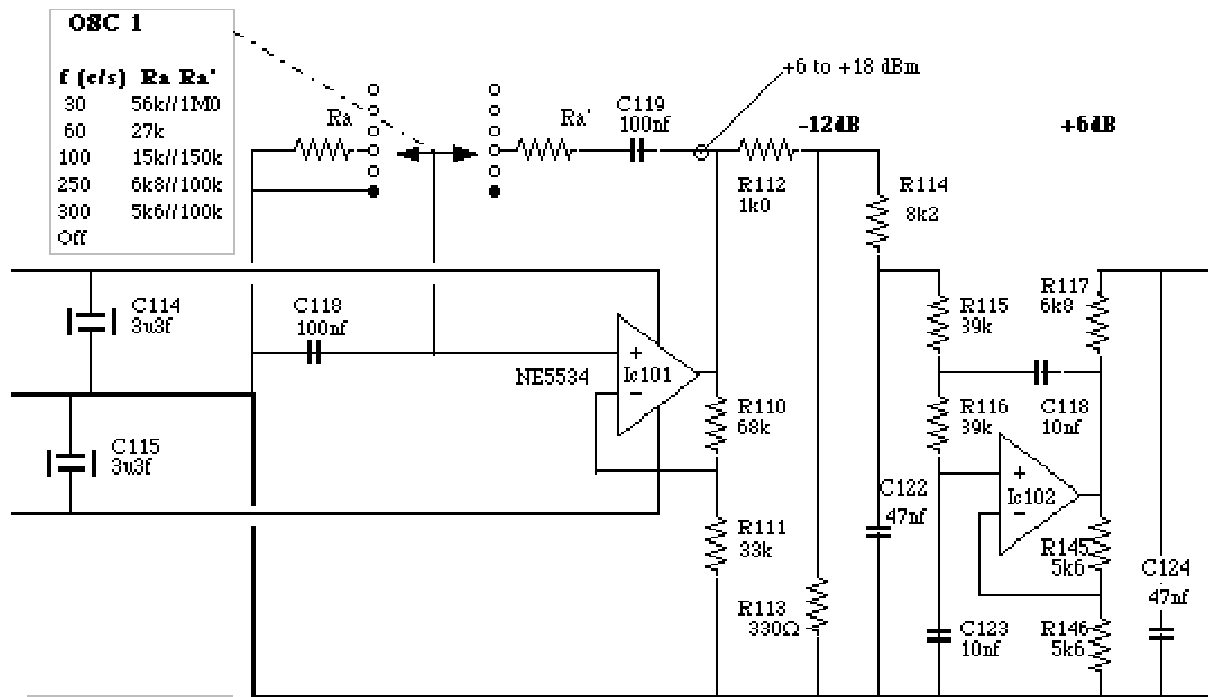 OSC 1
f (c/s) Ra Ra'
30 56k//1M0
60 27k
100 15k//150k
250 6k8//100k
300 5k6//100k
Off
+6 to +18 dBm
C119
100nf
Ra
Ra'
-12dB
+6dB
R112
1k0
R114
8k2
C114
3u3f
C118
100nf
R115
39k
R117
6k8
NE5534
+
Ic101
-
R110
68k
R116
39k
C118
10nf
C115
3u3f
+
Ic102
-
C122
47nf
R111
33k
R145
5k6
C124
47nf
R113
330Ω
C123
10nf
R146
5k6